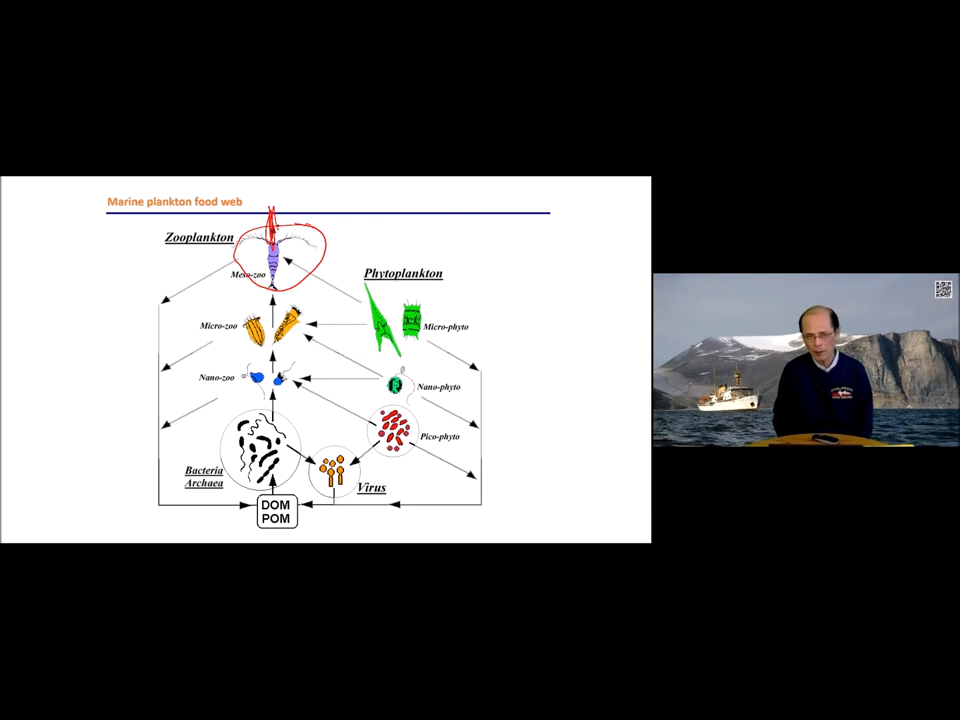 Marine plankton food web
Zooplankton
Meso-zoo
Phytoplankton
Micro-zoo
Micro-phyto
Nano-zoo
Nano-phyto
Pico-phyto
Bacteria
Archaea
Virus
DOM
POM